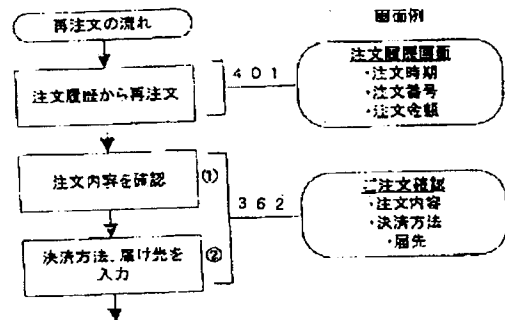 再注文の流れ
画面例
注文履歴から再注文
401
注文履歴画面
・注文時期
・注文番号
・注文金額
注文内容を確認
①
362
ご注文確認
・注文内容
・決済方法
・届先
決済方法、届け先を
入力
②